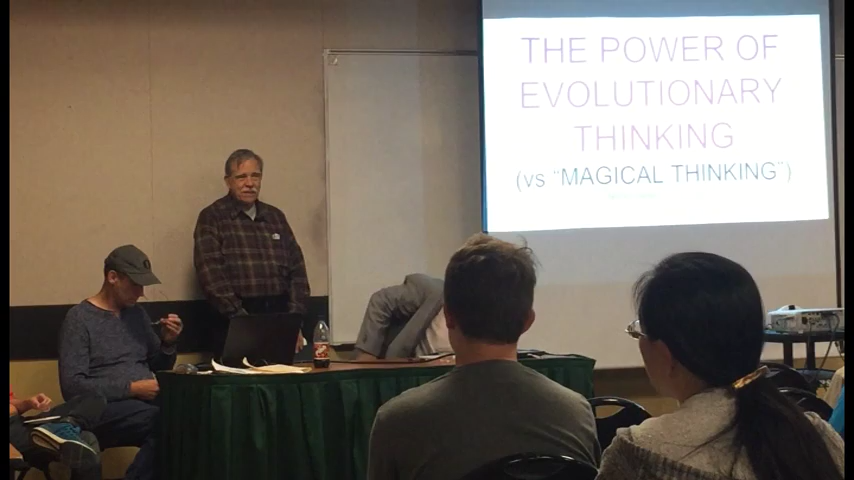 THE POWER OF
EVOLUTIONARY
THINKING
(vs "MAGICAL THINKING")